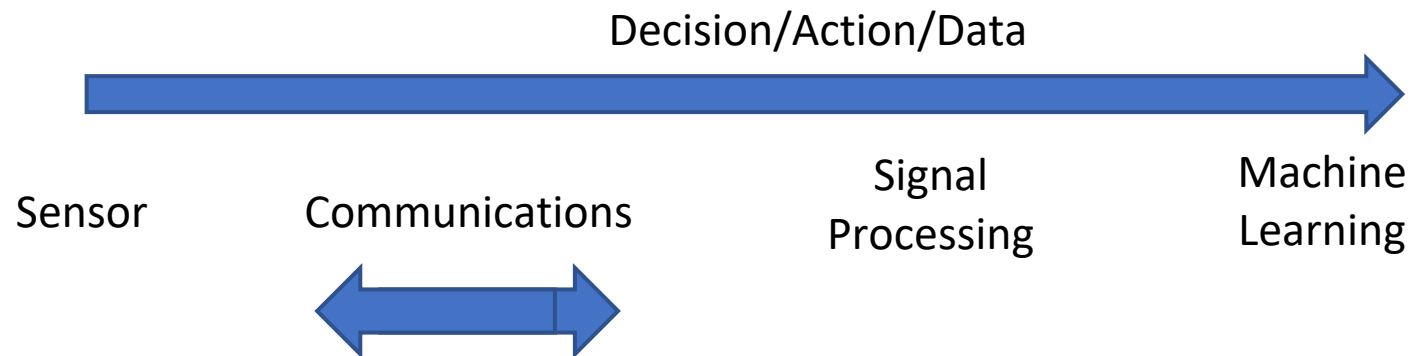 Decision/Action/Data
Sensor
Communications
Signal
Processing
Machine
Learning